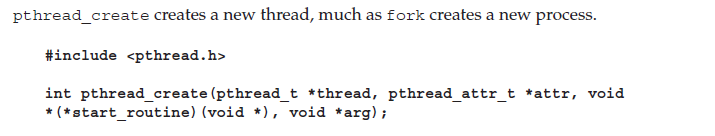 pthread_create creates a new thread, much as fork creates a new process.
#include <pthread.h>
int pthread_create(pthread_t *thread, pthread_attr_t *attr, void
*(*start_routine)(void *), void *arg);